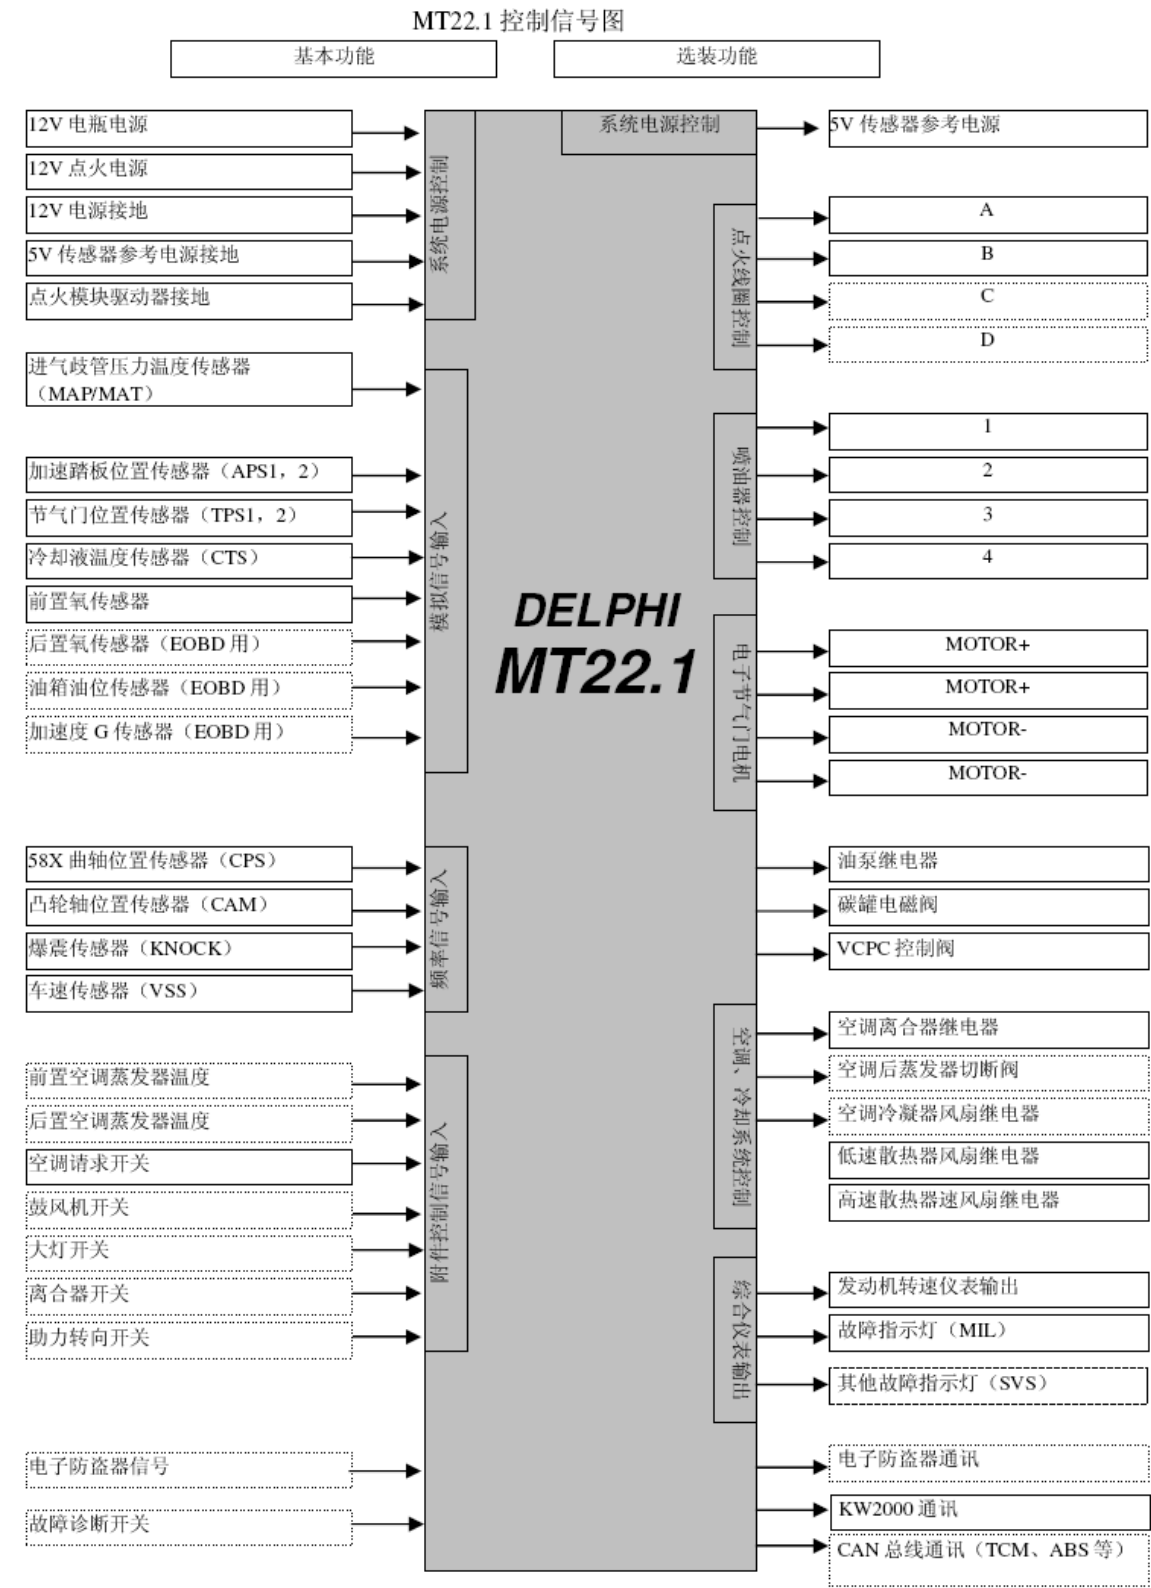 MT22.1 控制信号图
基本功能
选装功能
12V 电瓶电源
12V 点火电源
12V 电源接地
5V 传感器参考电源接地
点火模块驱动器接地
系统电源控制
进气歧管压力温度传感器
（MAP/MAT）
加速踏板位置传感器（APS1，2）
节气门位置传感器（TPS1，2）
冷却液温度传感器（CTS）
前置氧传感器
后置氧传感器（EOBD 用）
油箱油位传感器（EOBD 用）
加速度 G 传感器（EOBD 用）
模拟信号输入
58X 曲轴位置传感器（CPS）
凸轮轴位置传感器（CAM）
爆震传感器（KNOCK）
车速传感器（VSS）
频率信号输入
前置空调蒸发器温度
后置空调蒸发器温度
空调请求开关
鼓风机开关
大灯开关
离合器开关
助力转向开关
附件控制信号输入
电子防盗器信号
故障诊断开关
DELPHI
MT22.1
系统电源控制
5V 传感器参考电源
点火线圈控制
A
B
C
D
喷油器控制
1
2
3
4
电子节气门电机
MOTOR+
MOTOR+
MOTOR-
MOTOR-
油泵继电器
碳罐电磁阀
VCPC 控制阀
空调、冷却系统控制
空调离合器继电器
空调后蒸发器切断阀
空调冷凝器风扇继电器
低速散热器风扇继电器
高速散热器速风扇继电器
综合仪表输出
发动机转速仪表输出
故障指示灯（MIL）
其他故障指示灯（SVS）
电子防盗器通讯
KW2000 通讯
CAN 总线通讯（TCM、ABS 等）